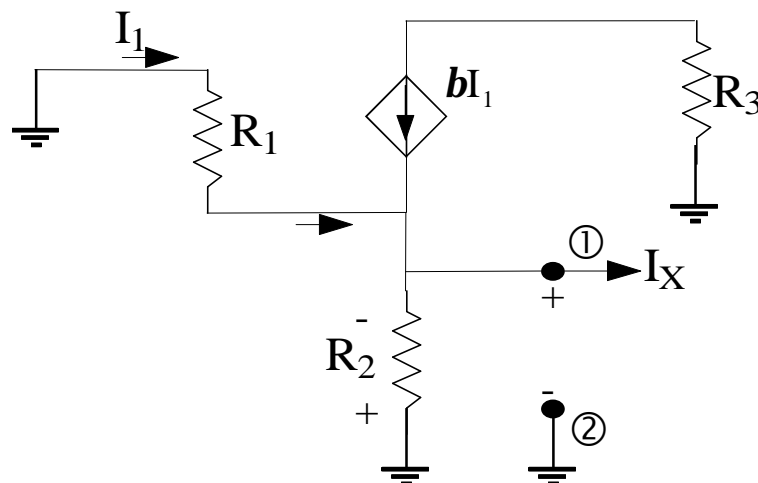 I₁
bI₁
R₁
R₃
①
Iₓ
+
-
R₂
+
-
②